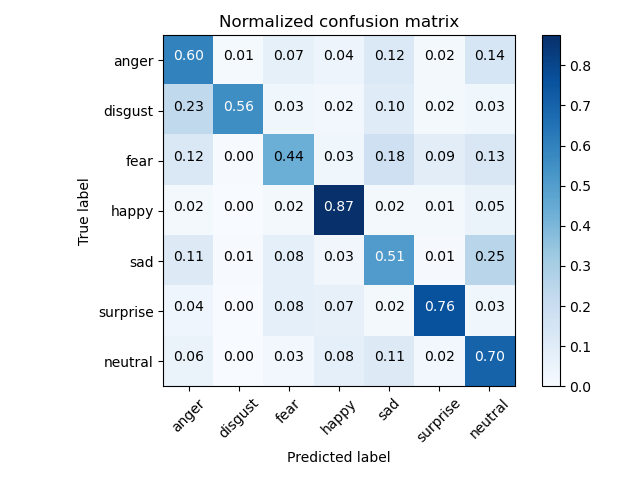 Normalized confusion matrix
anger 0.60 0.01 0.07 0.04 0.12 0.02 0.14
disgust 0.23 0.56 0.03 0.02 0.10 0.02 0.03
fear 0.12 0.00 0.44 0.03 0.18 0.09 0.13
happy 0.02 0.00 0.02 0.87 0.02 0.01 0.05
sad 0.11 0.01 0.08 0.03 0.51 0.01 0.25
surprise 0.04 0.00 0.08 0.07 0.02 0.76 0.03
neutral 0.06 0.00 0.03 0.08 0.11 0.02 0.70
anger disgust fear happy sad surprise neutral
True label
Predicted label
0.8
0.7
0.6
0.5
0.4
0.3
0.2
0.1
0.0